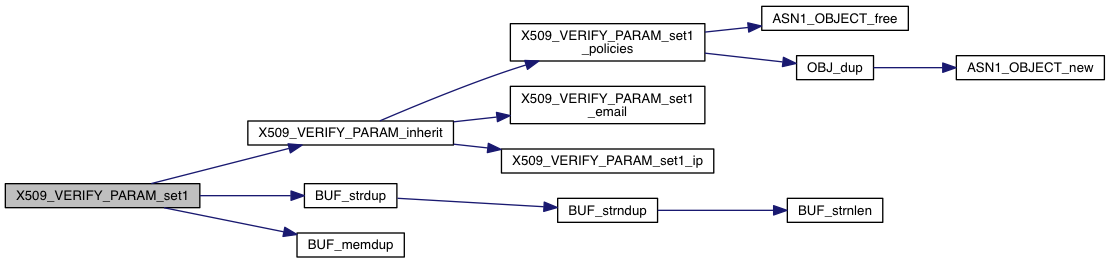 ASN1_OBJECT_free
X509_VERIFY_PARAM_set1
_policies
OBJ_dup
ASN1_OBJECT_new
X509_VERIFY_PARAM_set1
_email
X509_VERIFY_PARAM_inherit
X509_VERIFY_PARAM_set1_ip
X509_VERIFY_PARAM_set1
BUF_strdup
BUF_strndup
BUF_strnlen
BUF_memdup